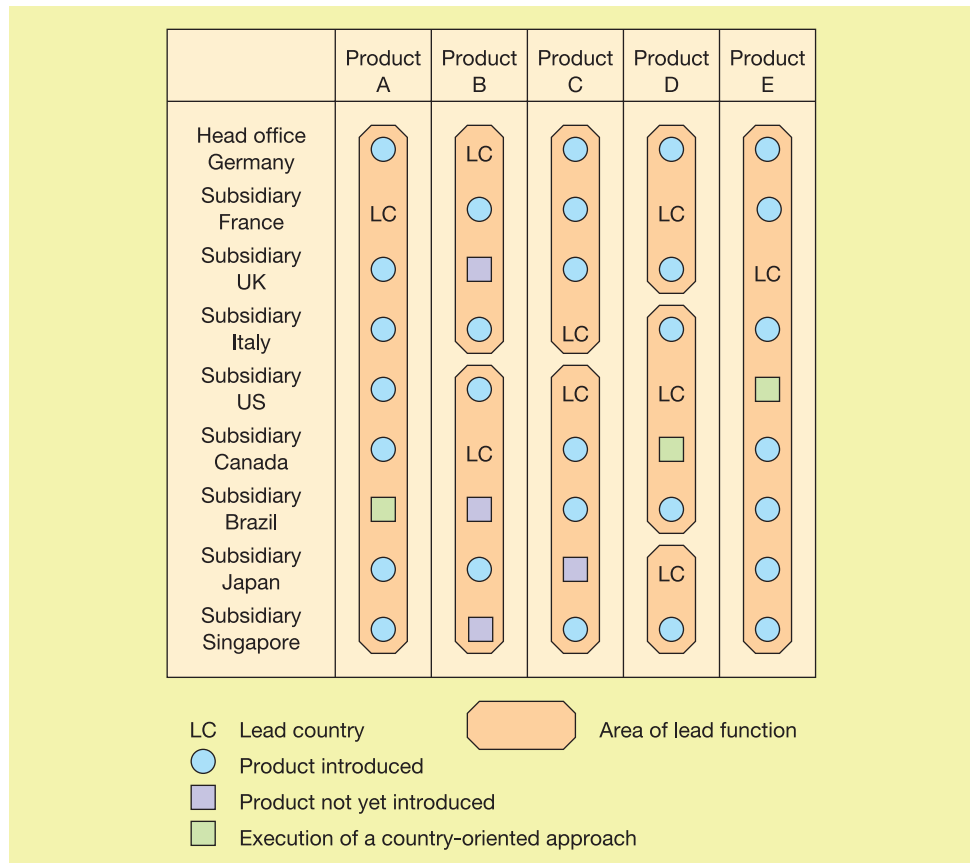 Product A
Product B
Product C
Product D
Product E
Head office
Germany
LC
Subsidiary
France
LC
LC
Subsidiary
UK
LC
Subsidiary
Italy
LC
Subsidiary
US
LC
LC
Subsidiary
Canada
LC
Subsidiary
Brazil
Subsidiary
Japan
LC
Subsidiary
Singapore
LC Lead country
Area of lead function
Product introduced
Product not yet introduced
Execution of a country-oriented approach